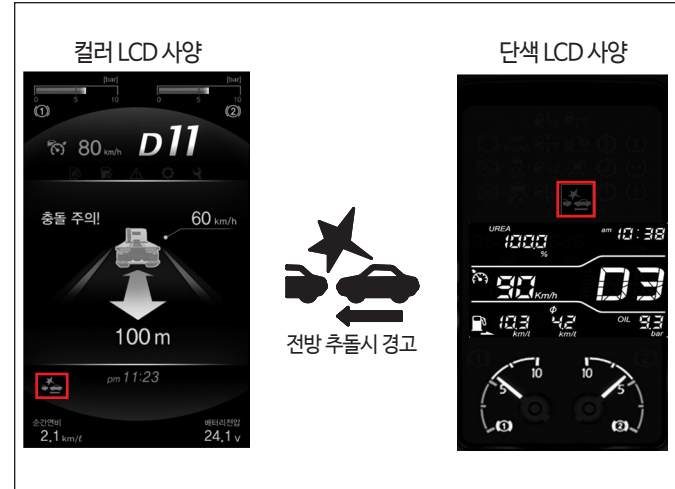 컬러 LCD 사양
[bar] [bar]
0 5 10 0 5 10
(1) (2)
80 km/h D11
충돌 주의! 60 km/h
100 m
pm 11:23
순간연비 배터리전압
2.1 km/ℓ 24.1 v
전방 추돌시 경고
단색 LCD 사양
UREA am 10:38
100.0
%
90 Km/h D3
10.3 ϕ 4.2 OIL 9.3
km/ℓ km/ℓ bar
10 10
5 5
(1) (2)